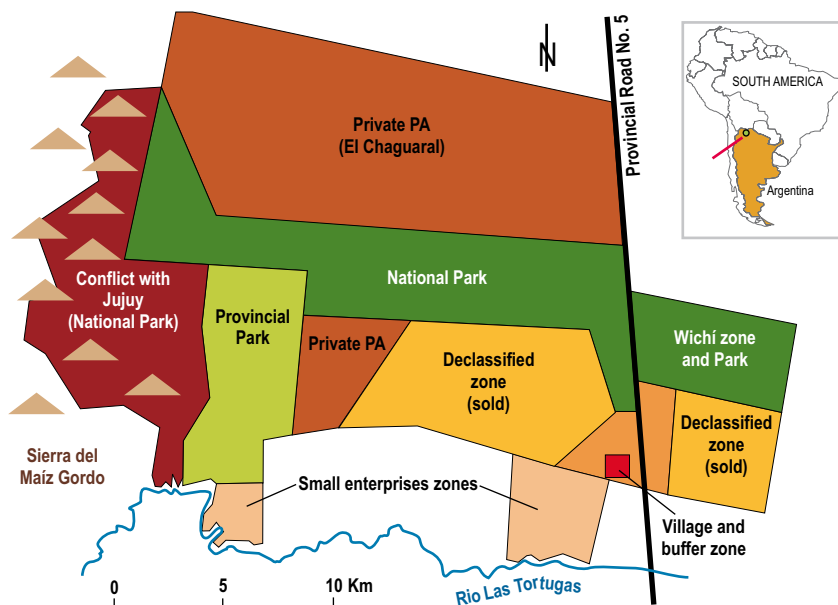 N
Provincial Road No. 5
SOUTH AMERICA
Argentina
Private PA
(El Chaguaral)
National Park
Conflict with
Jujuy
(National Park)
Provincial
Park
Private PA
Declassified
zone
(sold)
Wichí zone
and Park
Declassified
zone
(sold)
Sierra del
Maíz Gordo
Small enterprises zones
Village and
buffer zone
Rio Las Tortugas
0 5 10 Km